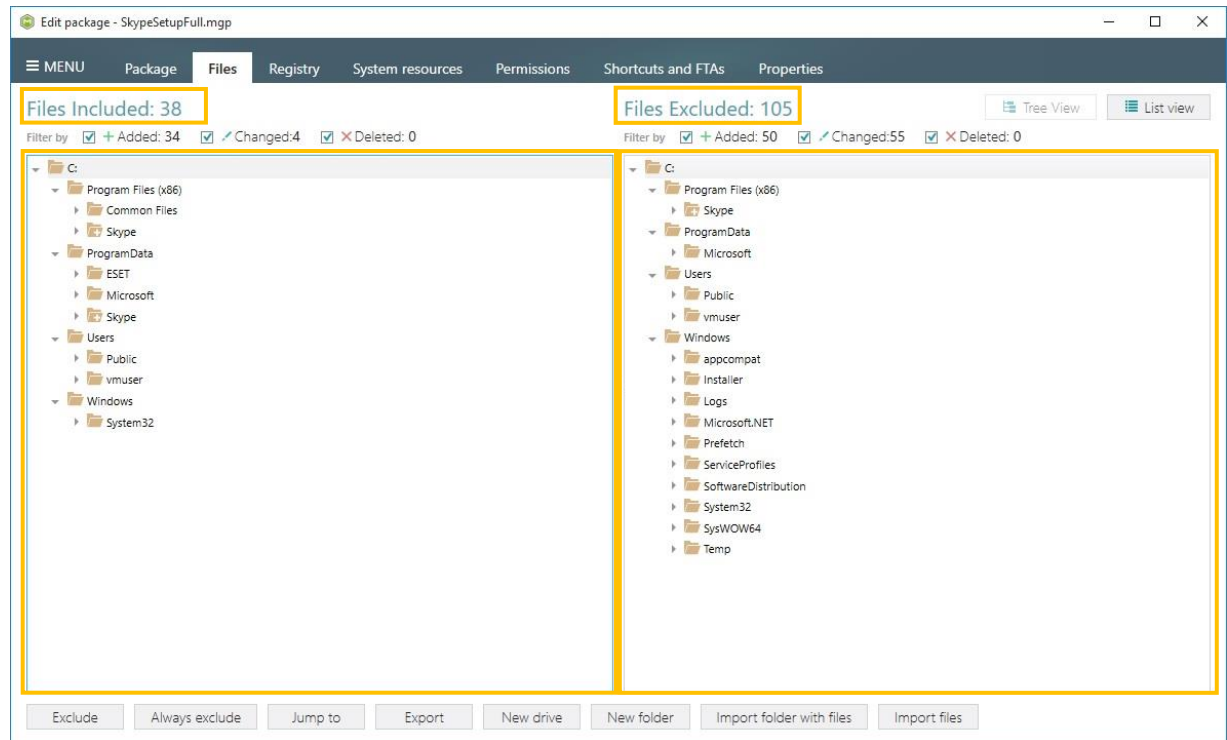 Edit package - SkypeSetupFull.mgp
MENU Package Files Registry System resources Permissions Shortcuts and FTAs Properties
Files Included: 38
Filter by Added: 34 Changed:4 Deleted: 0
C:
Program Files (x86)
Common Files
Skype
ProgramData
ESET
Microsoft
Skype
Users
Public
vmuser
Windows
System32
Files Excluded: 105
Tree View List view
Filter by Added: 50 Changed:55 Deleted: 0
C:
Program Files (x86)
Skype
ProgramData
Microsoft
Users
Public
vmuser
Windows
appcompat
Installer
Logs
Microsoft.NET
Prefetch
ServiceProfiles
SoftwareDistribution
System32
SysWOW64
Temp
Exclude Always exclude Jump to Export New drive New folder Import folder with files Import files